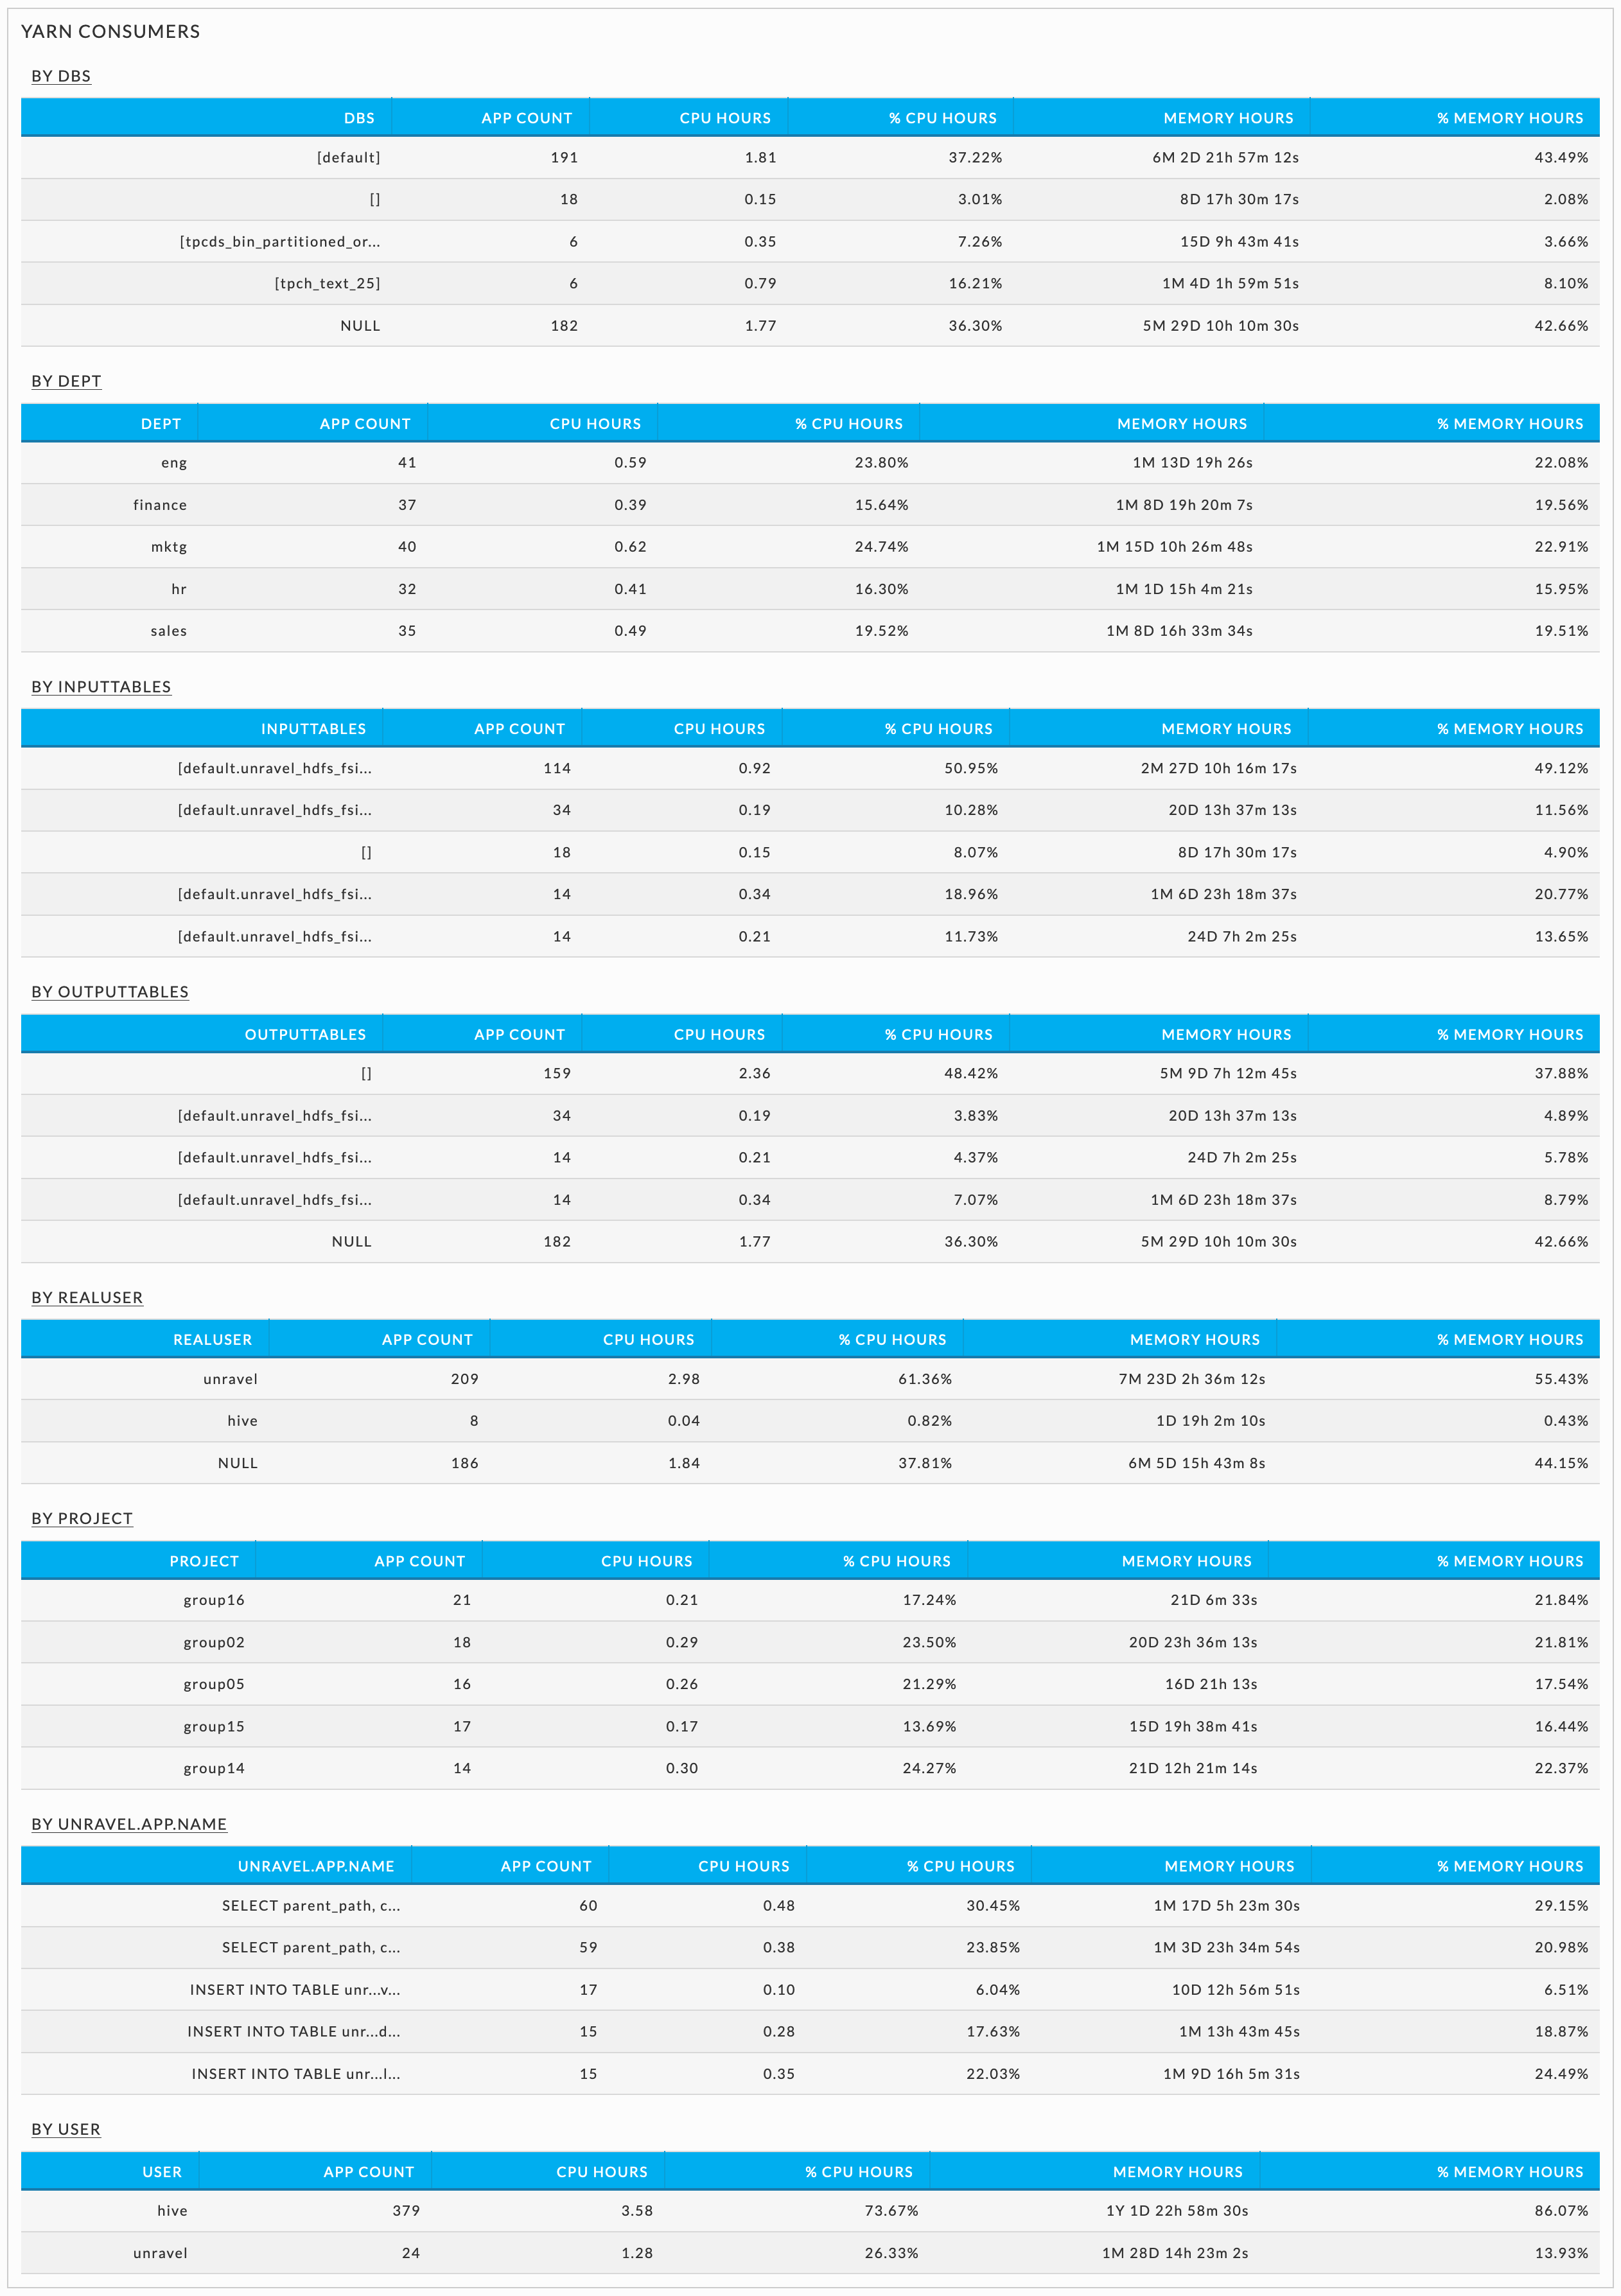 YARN CONSUMERS
BY DBS
DBS APP COUNT CPU HOURS % CPU HOURS MEMORY HOURS % MEMORY HOURS
[default] 191 1.81 37.22% 6M 2D 21h 57m 12s 43.49%
[] 18 0.15 3.01% 8D 17h 30m 17s 2.08%
[tpcds_bin_partitioned_or... 6 0.35 7.26% 15D 9h 43m 41s 3.66%
[tpch_text_25] 6 0.79 16.21% 1M 4D 1h 59m 51s 8.10%
NULL 182 1.77 36.30% 5M 29D 10h 10m 30s 42.66%
BY DEPT
DEPT APP COUNT CPU HOURS % CPU HOURS MEMORY HOURS % MEMORY HOURS
eng 41 0.59 23.80% 1M 13D 19h 26s 22.08%
finance 37 0.39 15.64% 1M 8D 19h 20m 7s 19.56%
mktg 40 0.62 24.74% 1M 15D 10h 26m 48s 22.91%
hr 32 0.41 16.30% 1M 1D 15h 4m 21s 15.95%
sales 35 0.49 19.52% 1M 8D 16h 33m 34s 19.51%
BY INPUTTABLES
INPUTTABLES APP COUNT CPU HOURS % CPU HOURS MEMORY HOURS % MEMORY HOURS
[default.unravel_hdfs_fsi... 114 0.92 50.95% 2M 27D 10h 16m 17s 49.12%
[default.unravel_hdfs_fsi... 34 0.19 10.28% 20D 13h 37m 13s 11.56%
[] 18 0.15 8.07% 8D 17h 30m 17s 4.90%
[default.unravel_hdfs_fsi... 14 0.34 18.96% 1M 6D 23h 18m 37s 20.77%
[default.unravel_hdfs_fsi... 14 0.21 11.73% 24D 7h 2m 25s 13.65%
BY OUTPUTTABLES
OUTPUTTABLES APP COUNT CPU HOURS % CPU HOURS MEMORY HOURS % MEMORY HOURS
[] 159 2.36 48.42% 5M 9D 7h 12m 45s 37.88%
[default.unravel_hdfs_fsi... 34 0.19 3.83% 20D 13h 37m 13s 4.89%
[default.unravel_hdfs_fsi... 14 0.21 4.37% 24D 7h 2m 25s 5.78%
[default.unravel_hdfs_fsi... 14 0.34 7.07% 1M 6D 23h 18m 37s 8.79%
NULL 182 1.77 36.30% 5M 29D 10h 10m 30s 42.66%
BY REALUSER
REALUSER APP COUNT CPU HOURS % CPU HOURS MEMORY HOURS % MEMORY HOURS
unravel 209 2.98 61.36% 7M 23D 2h 36m 12s 55.43%
hive 8 0.04 0.82% 1D 19h 2m 10s 0.43%
NULL 186 1.84 37.81% 6M 5D 15h 43m 8s 44.15%
BY PROJECT
PROJECT APP COUNT CPU HOURS % CPU HOURS MEMORY HOURS % MEMORY HOURS
group16 21 0.21 17.24% 21D 6m 33s 21.84%
group02 18 0.29 23.50% 20D 23h 36m 13s 21.81%
group05 16 0.26 21.29% 16D 21h 13s 17.54%
group15 17 0.17 13.69% 15D 19h 38m 41s 16.44%
group14 14 0.30 24.27% 21D 12h 21m 14s 22.37%
BY UNRAVEL.APP.NAME
UNRAVEL.APP.NAME APP COUNT CPU HOURS % CPU HOURS MEMORY HOURS % MEMORY HOURS
SELECT parent_path, c... 60 0.48 30.45% 1M 17D 5h 23m 30s 29.15%
SELECT parent_path, c... 59 0.38 23.85% 1M 3D 23h 34m 54s 20.98%
INSERT INTO TABLE unr...v... 17 0.10 6.04% 10D 12h 56m 51s 6.51%
INSERT INTO TABLE unr...d... 15 0.28 17.63% 1M 13h 43m 45s 18.87%
INSERT INTO TABLE unr...l... 15 0.35 22.03% 1M 9D 16h 5m 31s 24.49%
BY USER
USER APP COUNT CPU HOURS % CPU HOURS MEMORY HOURS % MEMORY HOURS
hive 379 3.58 73.67% 1Y 1D 22h 58m 30s 86.07%
unravel 24 1.28 26.33% 1M 28D 14h 23m 2s 13.93%